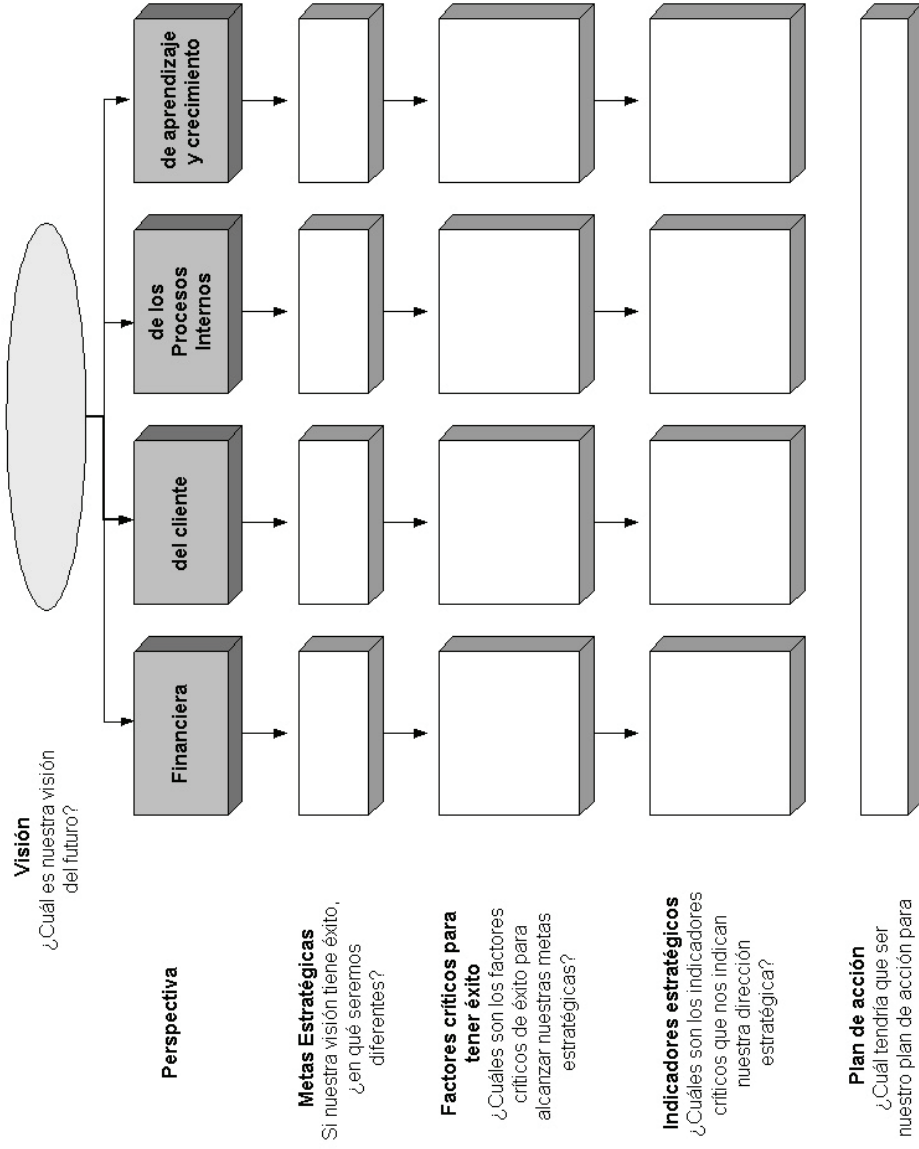 Visión
¿Cuál es nuestra visión
del futuro?
Perspectiva
Financiera
del cliente
de los
Procesos
Internos
de aprendizaje
y crecimiento
Metas Estratégicas
Si nuestra visión tiene éxito,
¿en qué seremos
diferentes?
Factores críticos para
tener éxito
¿Cuáles son los factores
críticos de éxito para
alcanzar nuestras metas
estratégicas?
Indicadores estratégicos
¿Cuáles son los indicadores
críticos que nos indican
nuestra dirección
estratégica?
Plan de acción
¿Cuál tendría que ser
nuestro plan de acción para